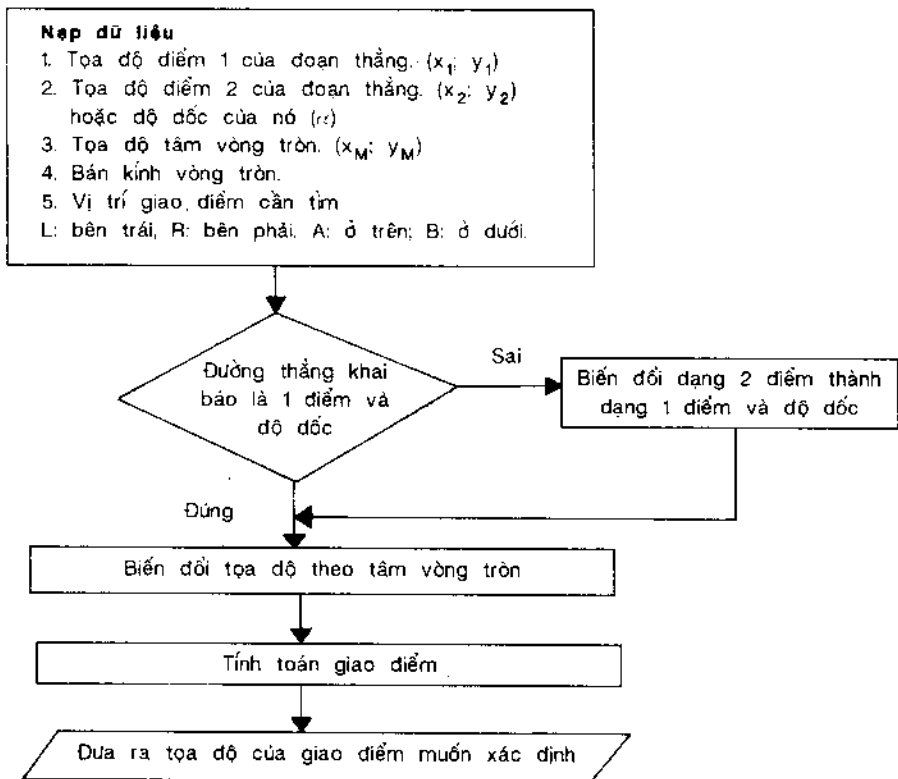 Nạp dữ liệu
1. Tọa độ điểm 1 của đoạn thẳng. (x₁; y₁)
2. Tọa độ điểm 2 của đoạn thẳng. (x₂; y₂)
hoặc độ dốc của nó (α)
3. Tọa độ tâm vòng tròn. (x_M; y_M)
4. Bán kính vòng tròn.
5. Vị trí giao điểm cần tìm
L: bên trái, R: bên phải. A: ở trên; B: ở dưới.
Đường thẳng khai
báo là 1 điểm và
độ dốc
Sai
Biến đổi dạng 2 điểm thành
dạng 1 điểm và độ dốc
Đúng
Biến đổi tọa độ theo tâm vòng tròn
Tính toán giao điểm
Đưa ra tọa độ của giao điểm muốn xác định